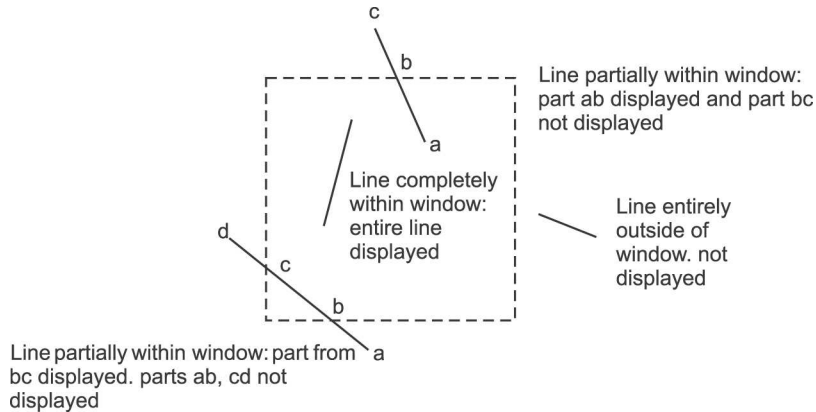 c
b
Line partially within window:
part ab displayed and part bc
not displayed
a
Line completely
within window:
entire line
displayed
Line entirely
outside of
window. not
displayed
d
c
b
a
Line partially within window: part from
bc displayed. parts ab, cd not
displayed